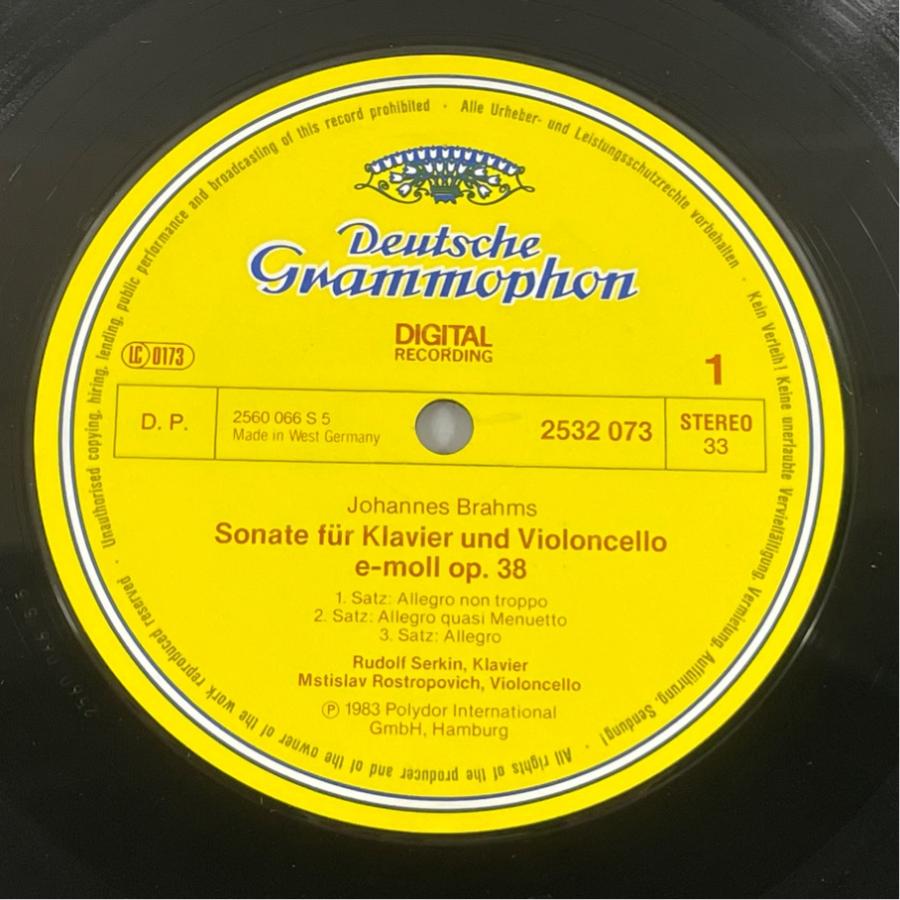 Unauthorised copying, hiring, lending, public performance and broadcasting of this record prohibited · Alle Urheber- und Leistungsschutzrechte vorbehalten · Kein Verleih! Keine unerlaubte Vervielfältigung, Vermietung, Aufführung, Sendung! · All rights of the producer and of the owner of the work reproduced reserved ·
Deutsche
Grammophon
DIGITAL
RECORDING
LC 0173
1
D. P.
2560 066 S 5
Made in West Germany
2532 073
STEREO
33
Johannes Brahms
Sonate für Klavier und Violoncello
e-moll op. 38
1. Satz: Allegro non troppo
2. Satz: Allegro quasi Menuetto
3. Satz: Allegro
Rudolf Serkin, Klavier
Mstislav Rostropovich, Violoncello
Ⓟ 1983 Polydor International
GmbH, Hamburg